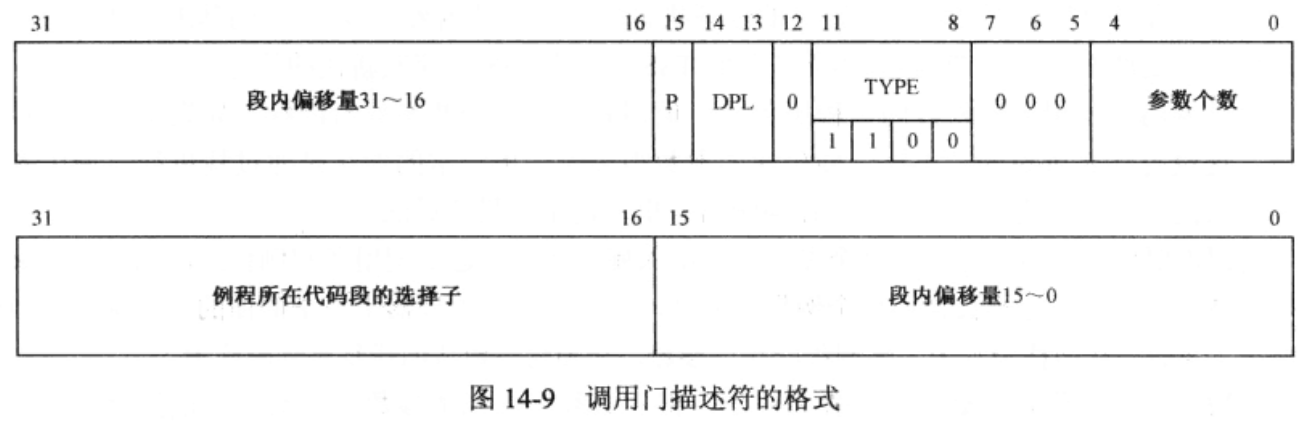 31 16 15 14 13 12 11 8 7 6 5 4 0
段内偏移量31～16 P DPL 0 TYPE 0 0 0 参数个数
1 1 0 0
31 16 15 0
例程所在代码段的选择子 段内偏移量15～0
图 14-9 调用门描述符的格式